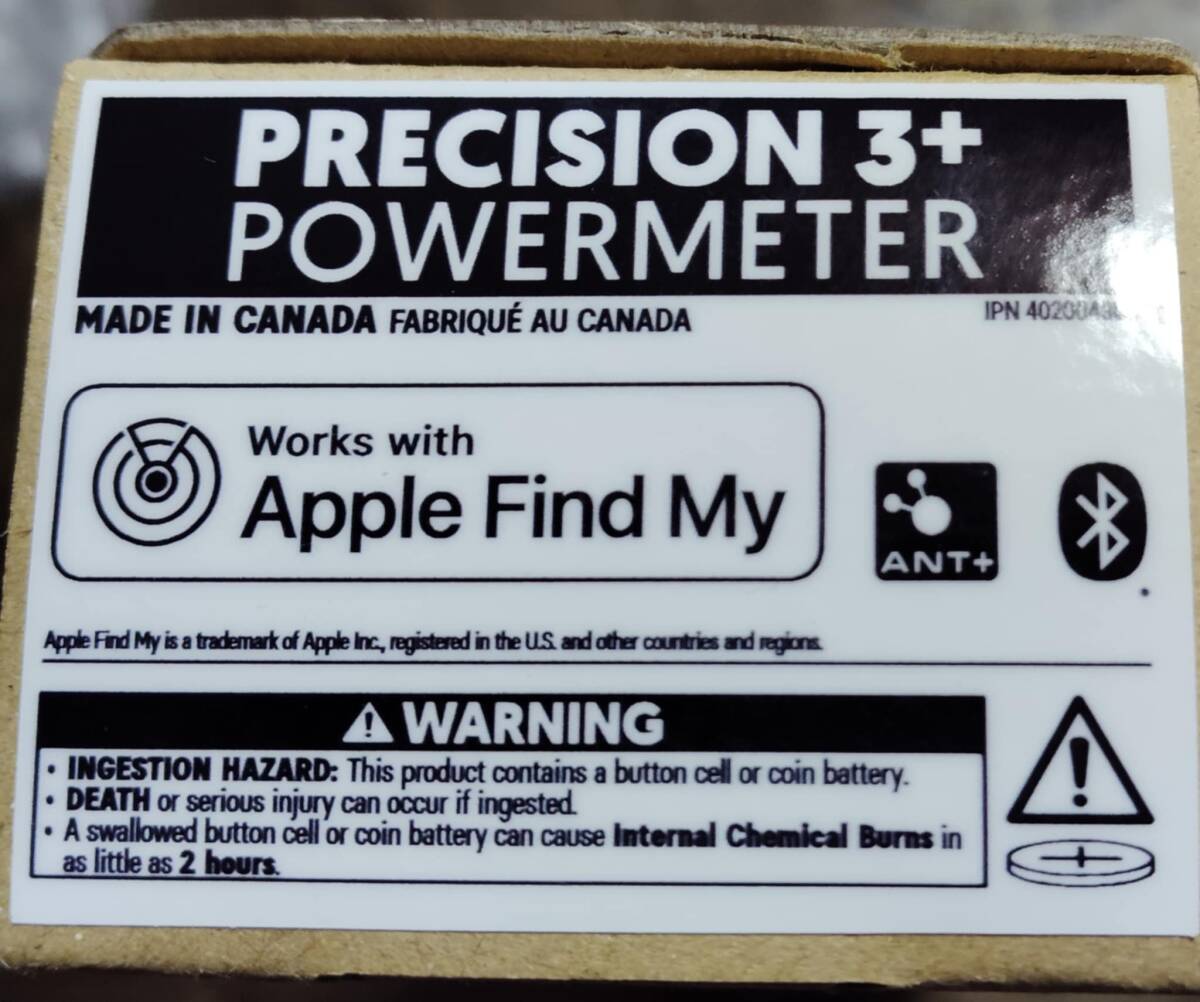 PRECISION 3+
POWERMETER
MADE IN CANADA FABRIQUÉ AU CANADA
IPN
Works with
Apple Find My
ANT+
Apple Find My is a trademark of Apple Inc., registered in the U.S. and other countries and regions.
WARNING
• INGESTION HAZARD: This product contains a button cell or coin battery.
• DEATH or serious injury can occur if ingested.
• A swallowed button cell or coin battery can cause Internal Chemical Burns in
as little as 2 hours.